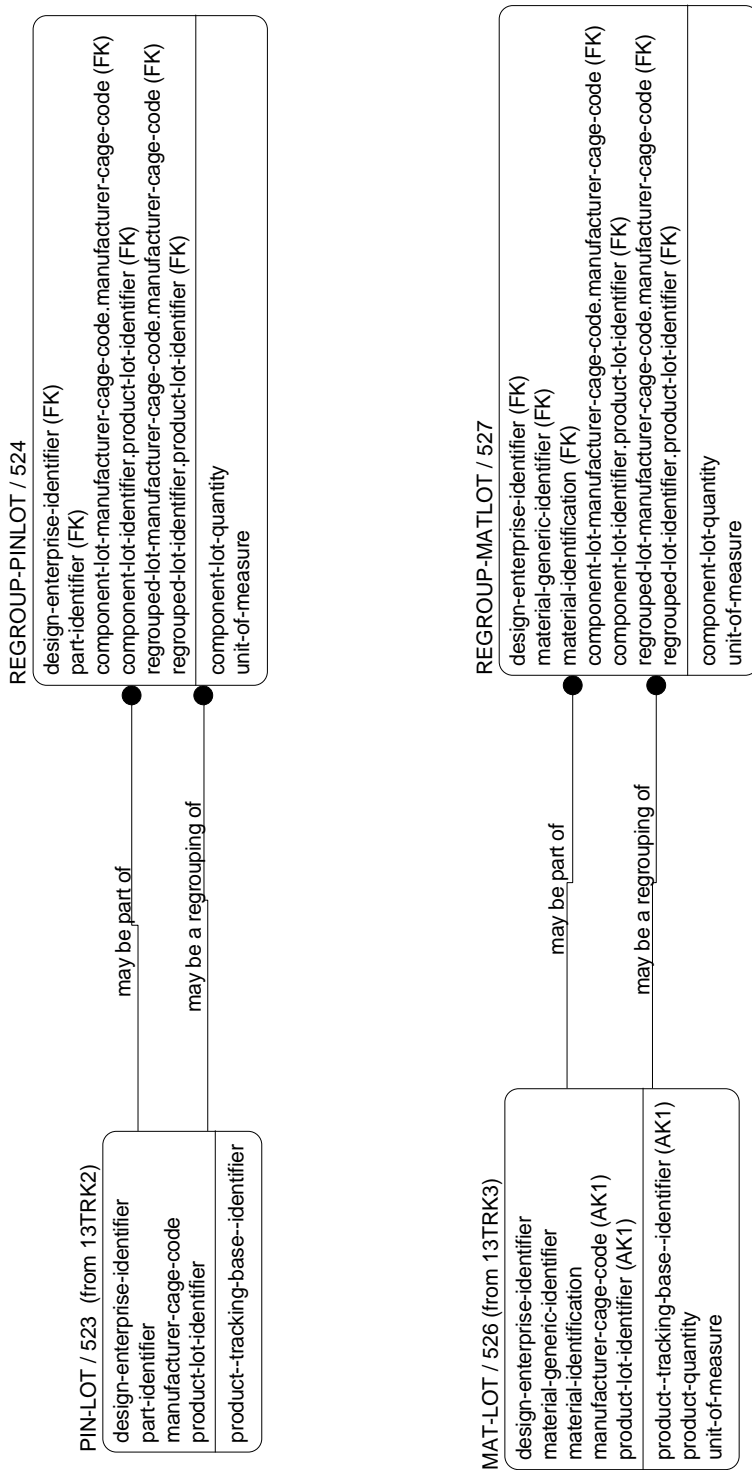 PIN-LOT / 523 (from 13TRK2)
design-enterprise-identifier
part-identifier
manufacturer-cage-code
product-lot-identifier
product--tracking-base--identifier
may be part of
may be a regrouping of
REGROUP-PINLOT / 524
design-enterprise-identifier (FK)
part-identifier (FK)
component-lot-manufacturer-cage-code.manufacturer-cage-code (FK)
component-lot-identifier.product-lot-identifier (FK)
regrouped-lot-manufacturer-cage-code.manufacturer-cage-code (FK)
regrouped-lot-identifier.product-lot-identifier (FK)
component-lot-quantity
unit-of-measure
MAT-LOT / 526 (from 13TRK3)
design-enterprise-identifier
material-generic-identifier
material-identification
manufacturer-cage-code (AK1)
product-lot-identifier (AK1)
product--tracking-base--identifier (AK1)
product-quantity
unit-of-measure
may be part of
may be a regrouping of
REGROUP-MATLOT / 527
design-enterprise-identifier (FK)
material-generic-identifier (FK)
material-identification (FK)
component-lot-manufacturer-cage-code.manufacturer-cage-code (FK)
component-lot-identifier.product-lot-identifier (FK)
regrouped-lot-manufacturer-cage-code.manufacturer-cage-code (FK)
regrouped-lot-identifier.product-lot-identifier (FK)
component-lot-quantity
unit-of-measure